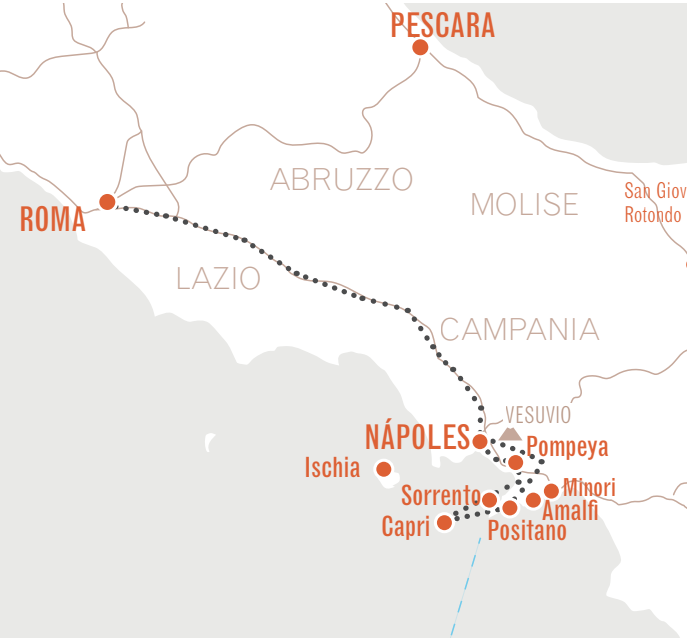 PESCARA
ABRUZZO
MOLISE
San Giov
Rotondo
ROMA
LAZIO
CAMPANIA
VESUVIO
NÁPOLES
Pompeya
Ischia
Minori
Sorrento
Amalfi
Capri
Positano